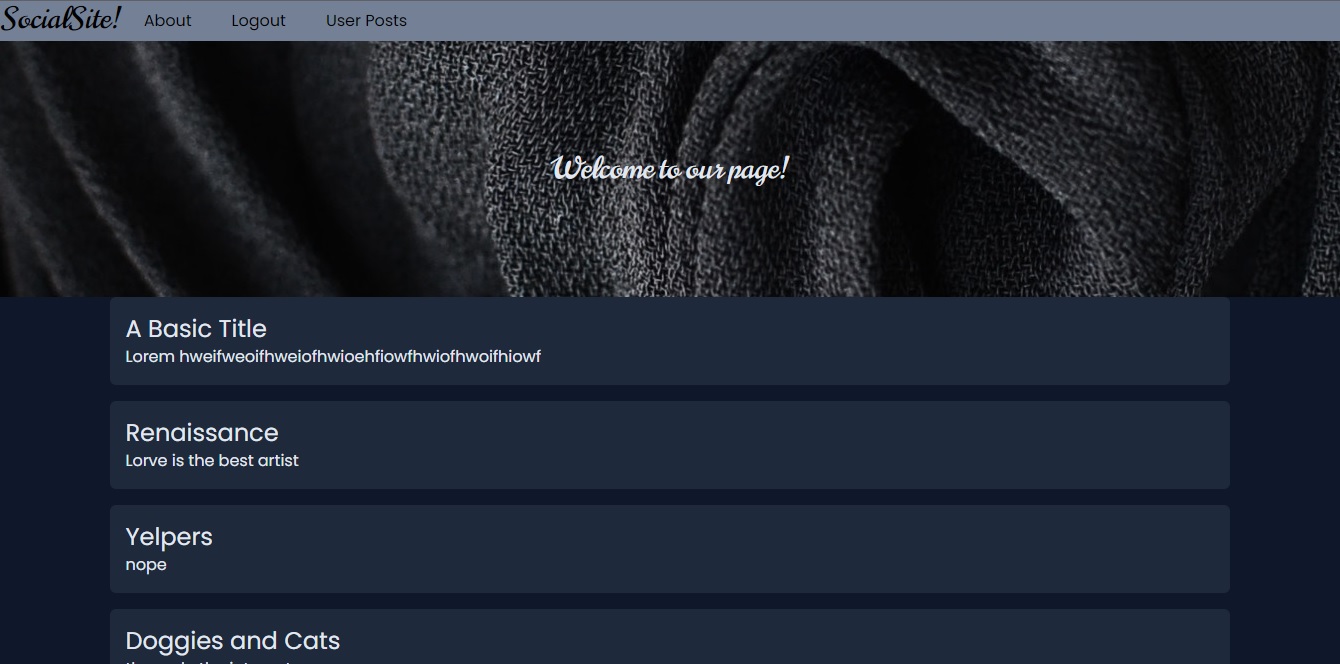 SocialSite! About Logout User Posts
Welcome to our page!
A Basic Title
Lorem hweifweoifhweiofhwioehfiowfhwiofhwoifhiowf
Renaissance
Lorve is the best artist
Yelpers
nope
Doggies and Cats